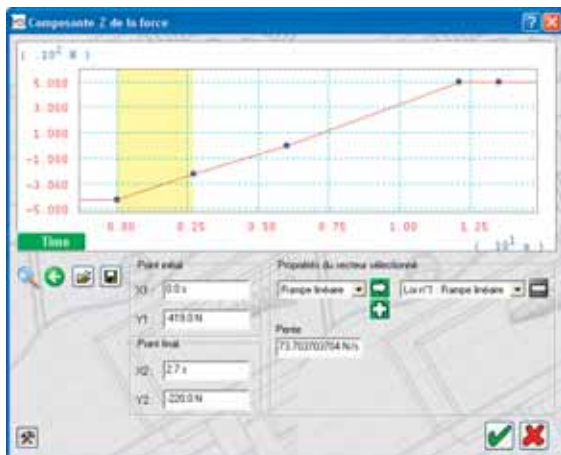 Composante Z de la force
( .10² N )
5.000
3.000
1.000
-1.000
-3.000
-5.000
0.00 0.25 0.50 0.75 1.00 1.25
Time
( 10¹ s )
Point initial
X1: 0.0 s
Y1: -419.0 N
Point final
X2: 2.7 s
Y2: -220.0 N
Propriétés du vecteur sélectionné
Rampe linéaire
Loi n°1 Rampe linéaire
Pente
73.703703704 N/s